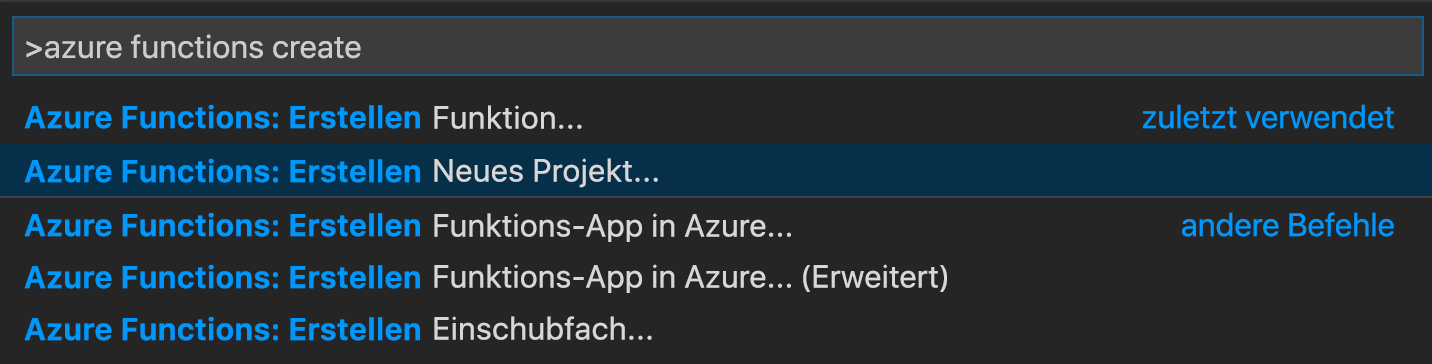 >azure functions create
Azure Functions: Erstellen Funktion... zuletzt verwendet
Azure Functions: Erstellen Neues Projekt...
Azure Functions: Erstellen Funktions-App in Azure... andere Befehle
Azure Functions: Erstellen Funktions-App in Azure... (Erweitert)
Azure Functions: Erstellen Einschubfach...